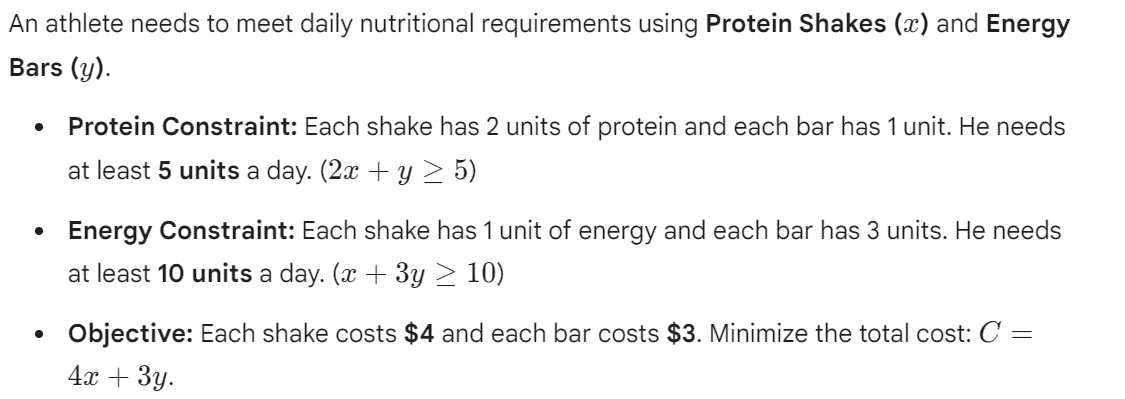 An athlete needs to meet daily nutritional requirements using Protein Shakes (x) and Energy
Bars (y).
• Protein Constraint: Each shake has 2 units of protein and each bar has 1 unit. He needs
at least 5 units a day. (2x + y ≥ 5)
• Energy Constraint: Each shake has 1 unit of energy and each bar has 3 units. He needs
at least 10 units a day. (x + 3y ≥ 10)
• Objective: Each shake costs $4 and each bar costs $3. Minimize the total cost: C =
4x + 3y.